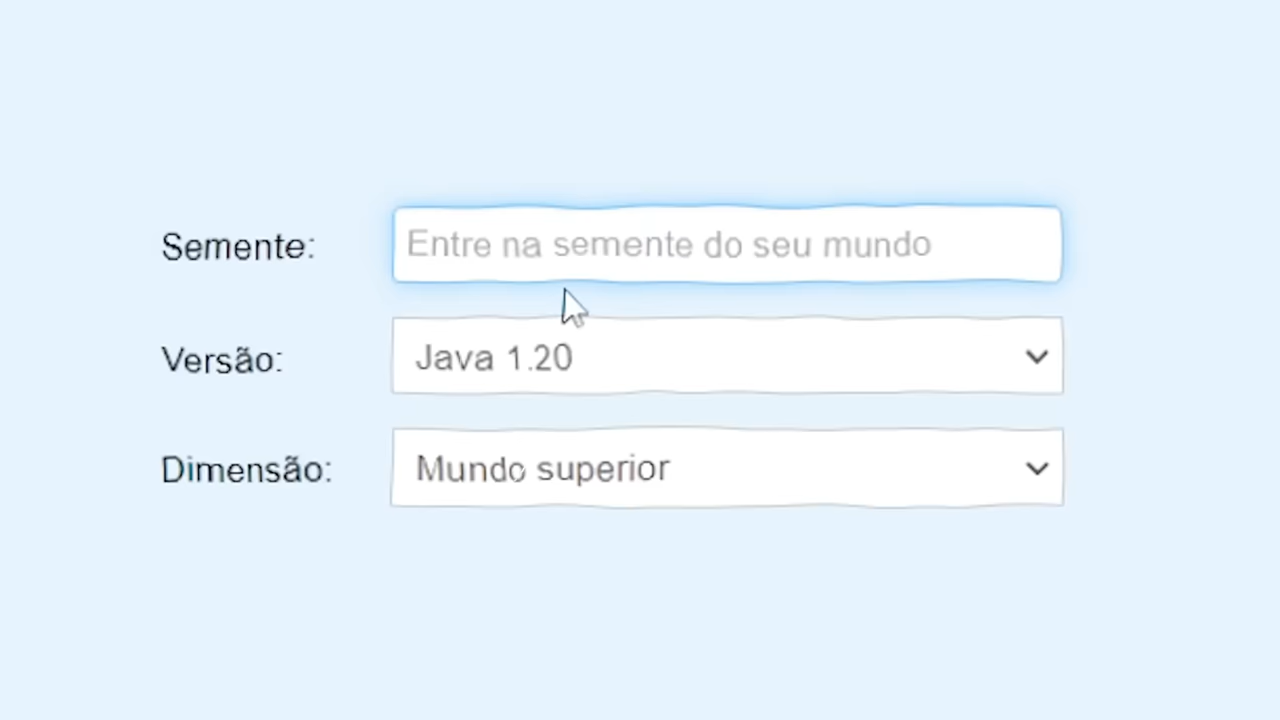 Semente: Entre na semente do seu mundo
Versão: Java 1.20
Dimensão: Mundo superior